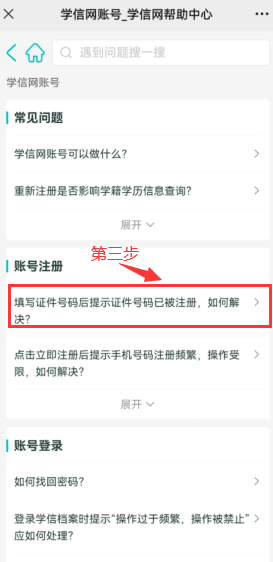 学信网账号_学信网帮助中心
遇到问题搜一搜
学信网账号
常见问题
学信网账号可以做什么？
重新注册是否影响学籍学历信息查询？
展开
第三步
账号注册
填写证件号码后提示证件号码已被注册，如何解
决？
点击立即注册后提示手机号码注册频繁，操作受
限，如何解决？
展开
账号登录
如何找回密码？
登录学信档案时提示“操作过于频繁，操作被禁止”
应如何处理？